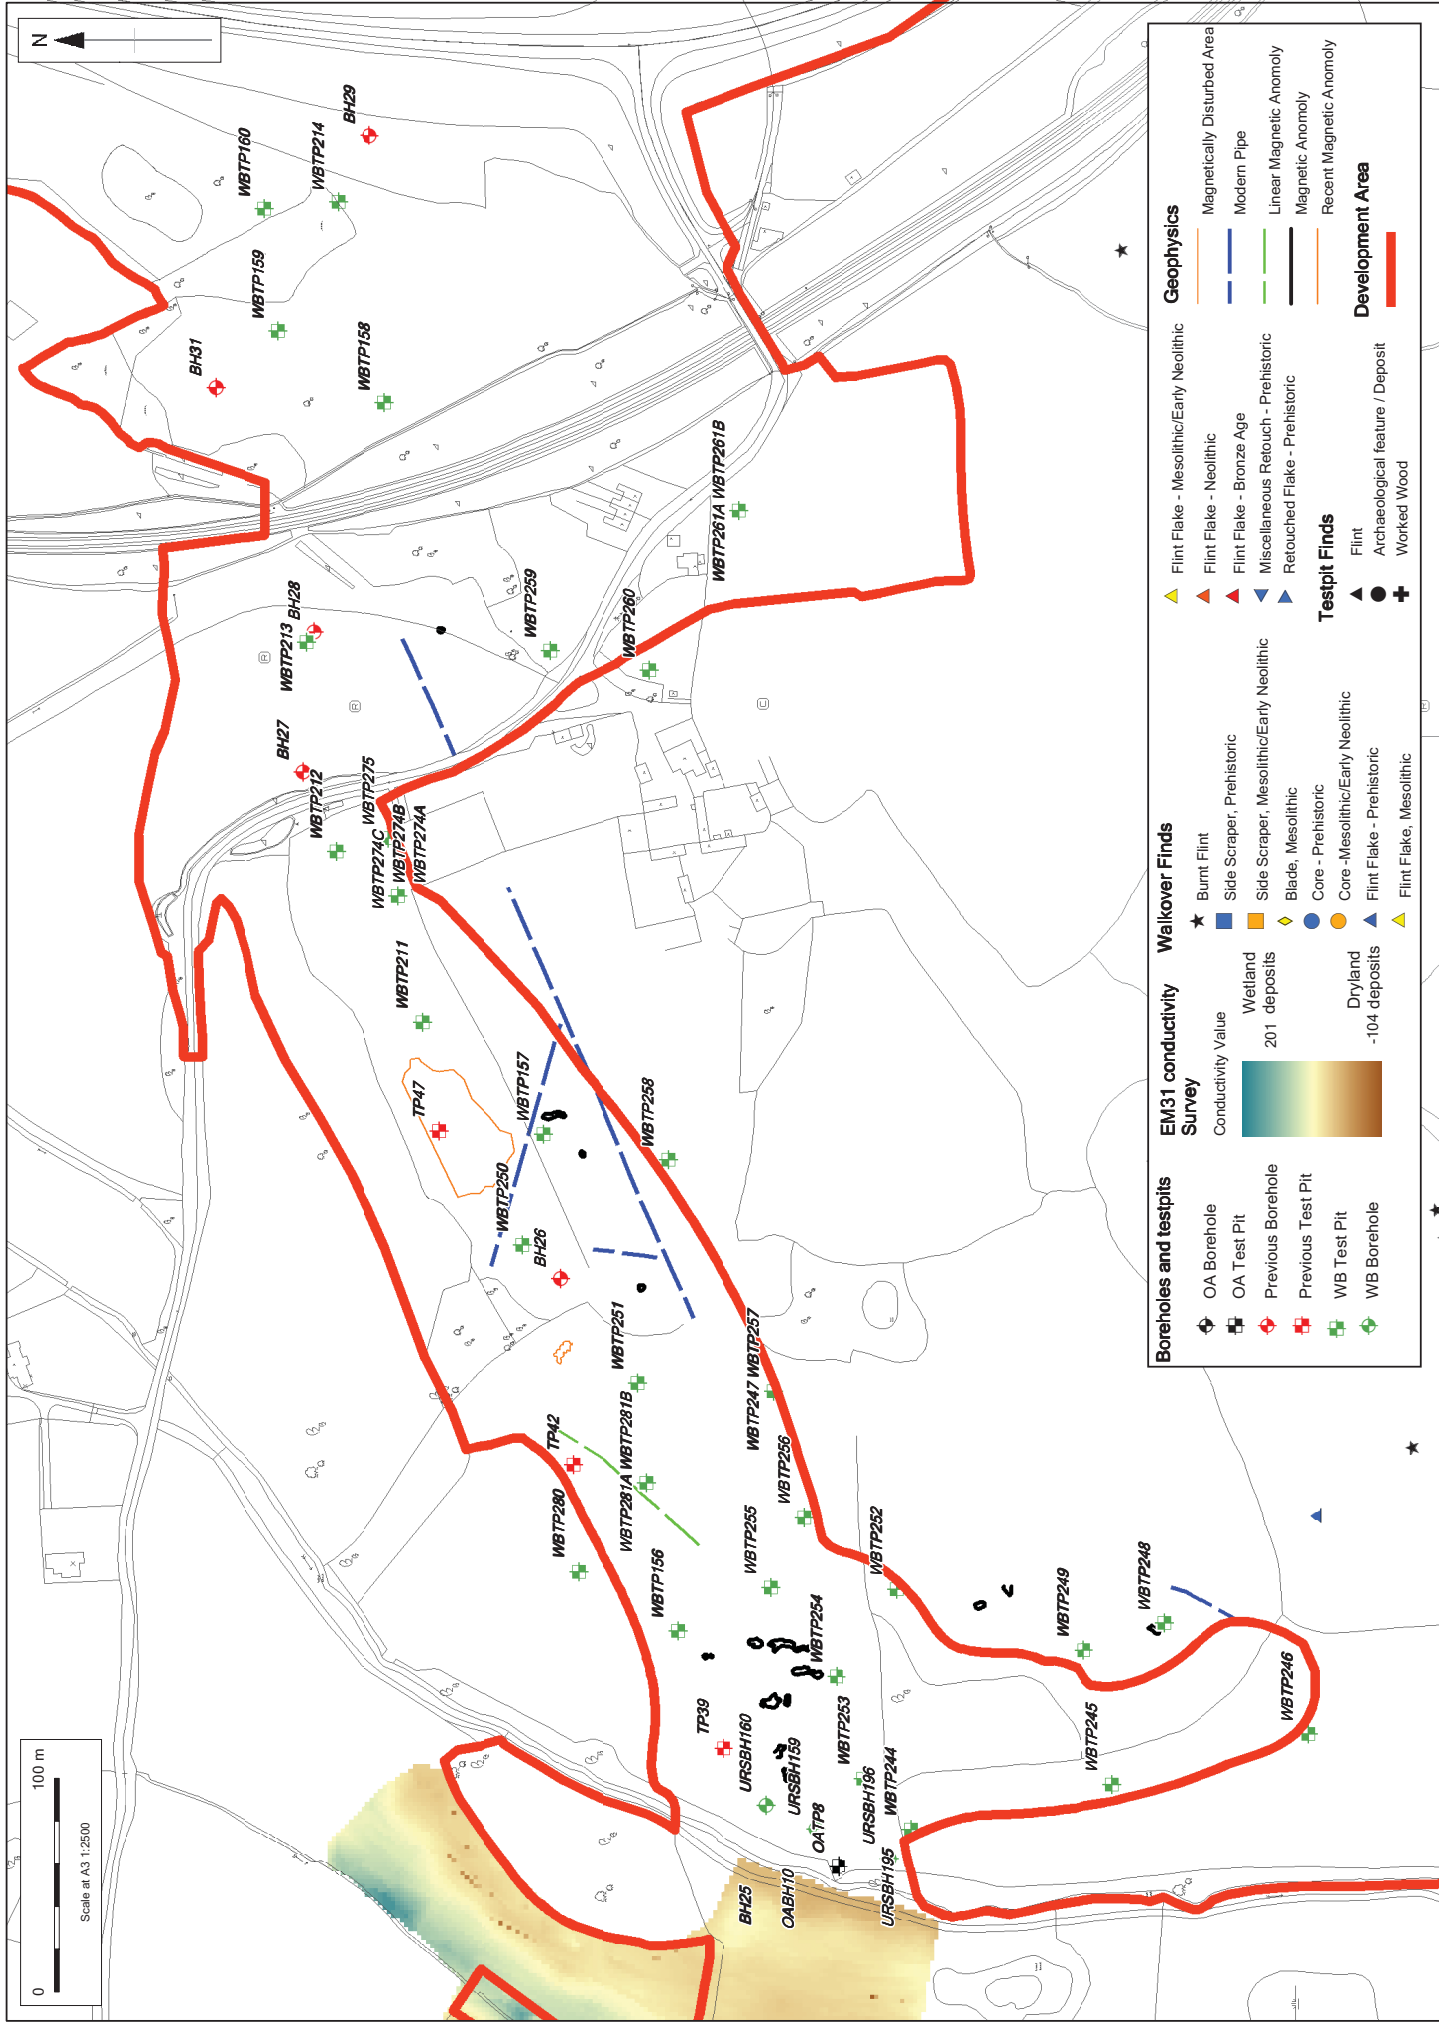 N
0
100 m
Scale at A3 1:2500
BH29
WBTP160
WBTP214
WBTP159
BH31
WBTP158
WBTP261A WBTP261B
BH28
WBTP213
WBTP259
WBTP260
BH27
WBTP212
WBTP275
WBTP274C
WBTP274B
WBTP274A
WBTP211
TP47
WBTP157
WBTP258
WBTP250
BH26
WBTP251
WBTP247 WBTP257
TP42
WBTP281A WBTP281B
WBTP256
WBTP280
WBTP255
WBTP252
WBTP156
WBTP254
WBTP249
WBTP248
TP39
URSBH160
WBTP253
WBTP246
WBTP245
URSBH159
URSBH196
WBTP244
OATP8
BH25
OABH10
URSBH195
Boreholes and testpits
OA Borehole
OA Test Pit
Previous Borehole
Previous Test Pit
WB Test Pit
WB Borehole
EM31 conductivity
Survey
Conductivity Value
Wetland
201 deposits
Dryland
-104 deposits
Walkover Finds
Burnt Flint
Side Scraper, Prehistoric
Side Scraper, Mesolithic/Early Neolithic
Blade, Mesolithic
Core - Prehistoric
Core -Mesolithic/Early Neolithic
Flint Flake - Prehistoric
Flint Flake, Mesolithic
Flint Flake - Mesolithic/Early Neolithic
Flint Flake - Neolithic
Flint Flake - Bronze Age
Miscellaneous Retouch - Prehistoric
Retouched Flake - Prehistoric
Testpit Finds
Flint
Archaeological feature / Deposit
Worked Wood
Geophysics
Magnetically Disturbed Area
Modern Pipe
Linear Magnetic Anomoly
Magnetic Anomoly
Recent Magnetic Anomoly
Development Area